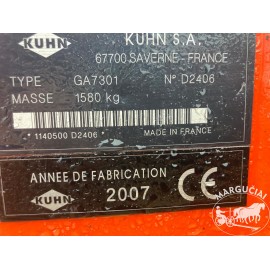 KUHN
KUHN S.A.
67700 SAVERNE - FRANCE
TYPE GA7301 N° D2406
MASSE 1580 kg
*1140500 D2406*
MADE IN FRANCE
KUHN
ANNEE DE FABRICATION
2007
CE
MARGUCIAI